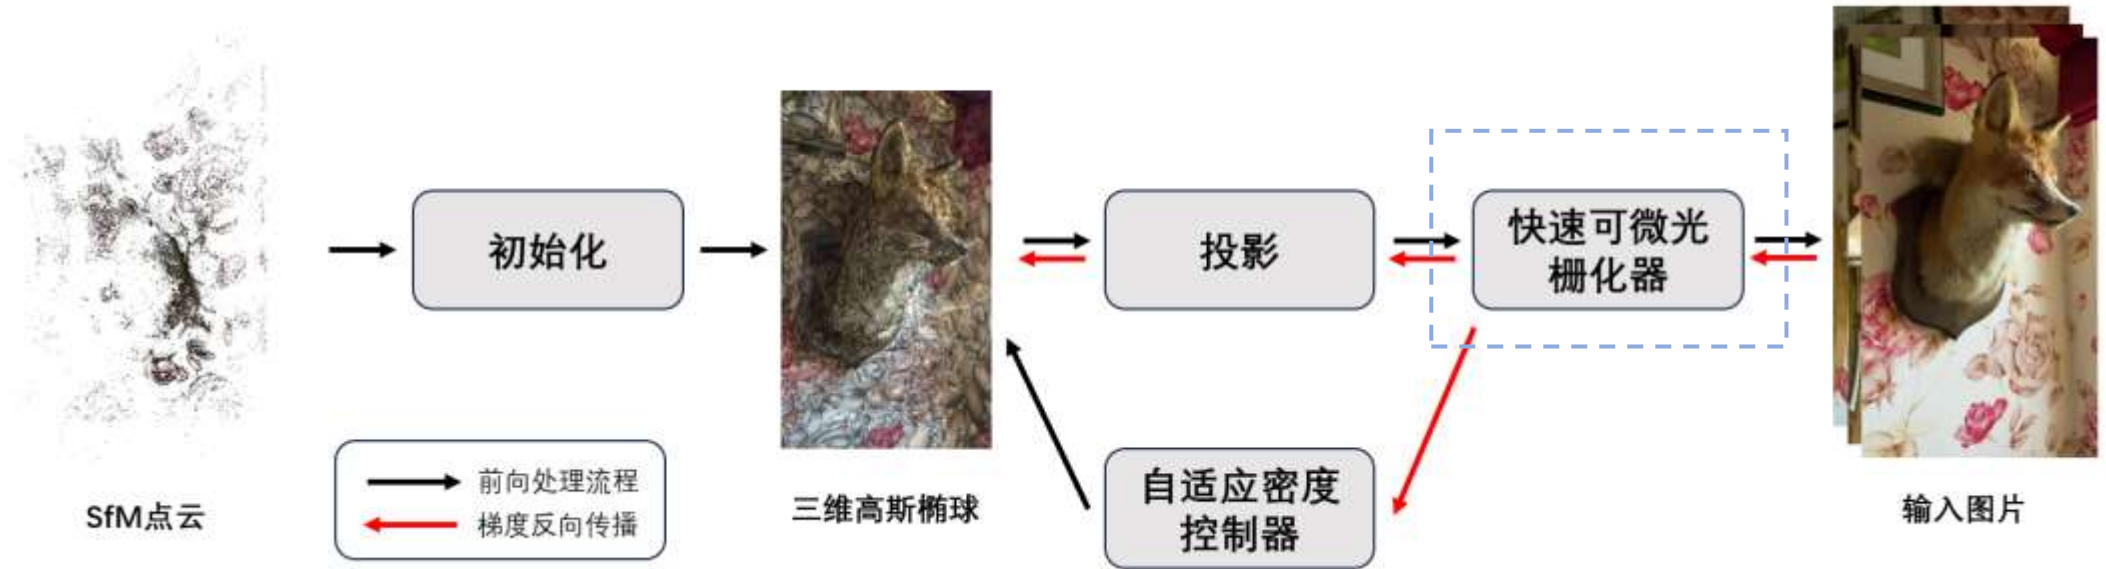 初始化
投影
快速可微光
栅化器
自适应密度
控制器
前向处理流程
梯度反向传播
SfM点云
三维高斯椭球
输入图片